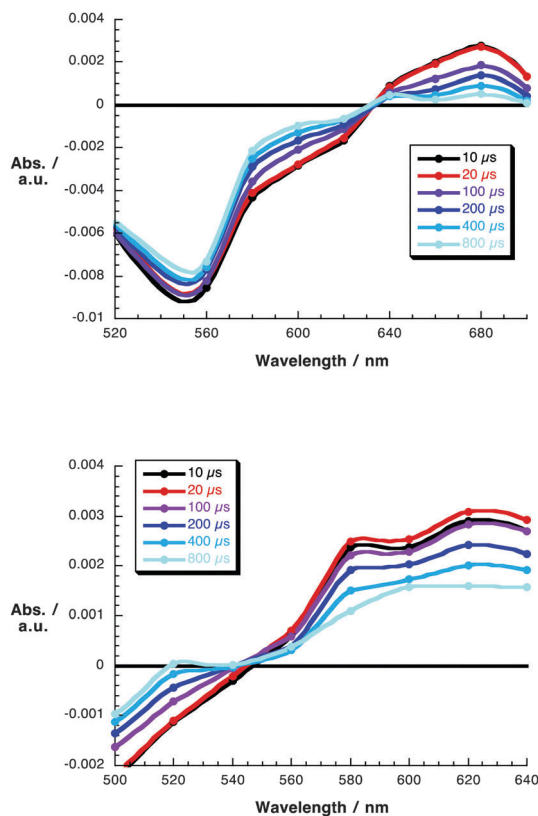 0.004
0.002
0
-0.002
-0.004
-0.006
-0.008
-0.01
Abs. /
a.u.
10 µs
20 µs
100 µs
200 µs
400 µs
800 µs
520 560 600 640 680
Wavelength / nm
0.004
0.003
0.002
0.001
0
-0.001
-0.002
Abs. /
a.u.
10 µs
20 µs
100 µs
200 µs
400 µs
800 µs
500 520 540 560 580 600 620 640
Wavelength / nm